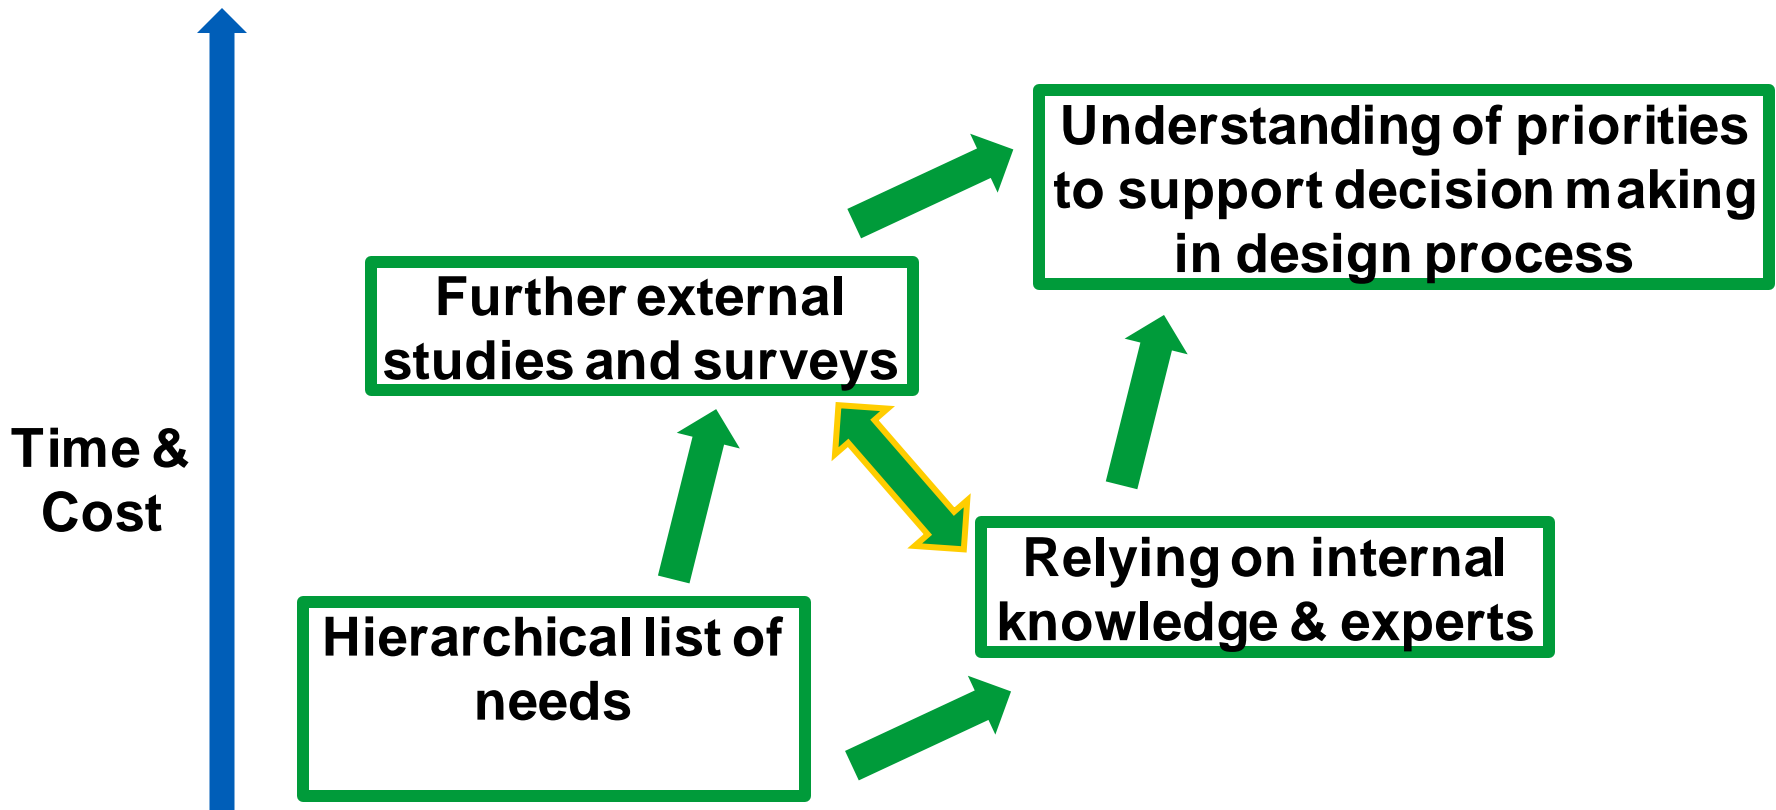 Understanding of priorities
to support decision making
in design process
Further external
studies and surveys
Time &
Cost
Relying on internal
knowledge & experts
Hierarchical list of
needs